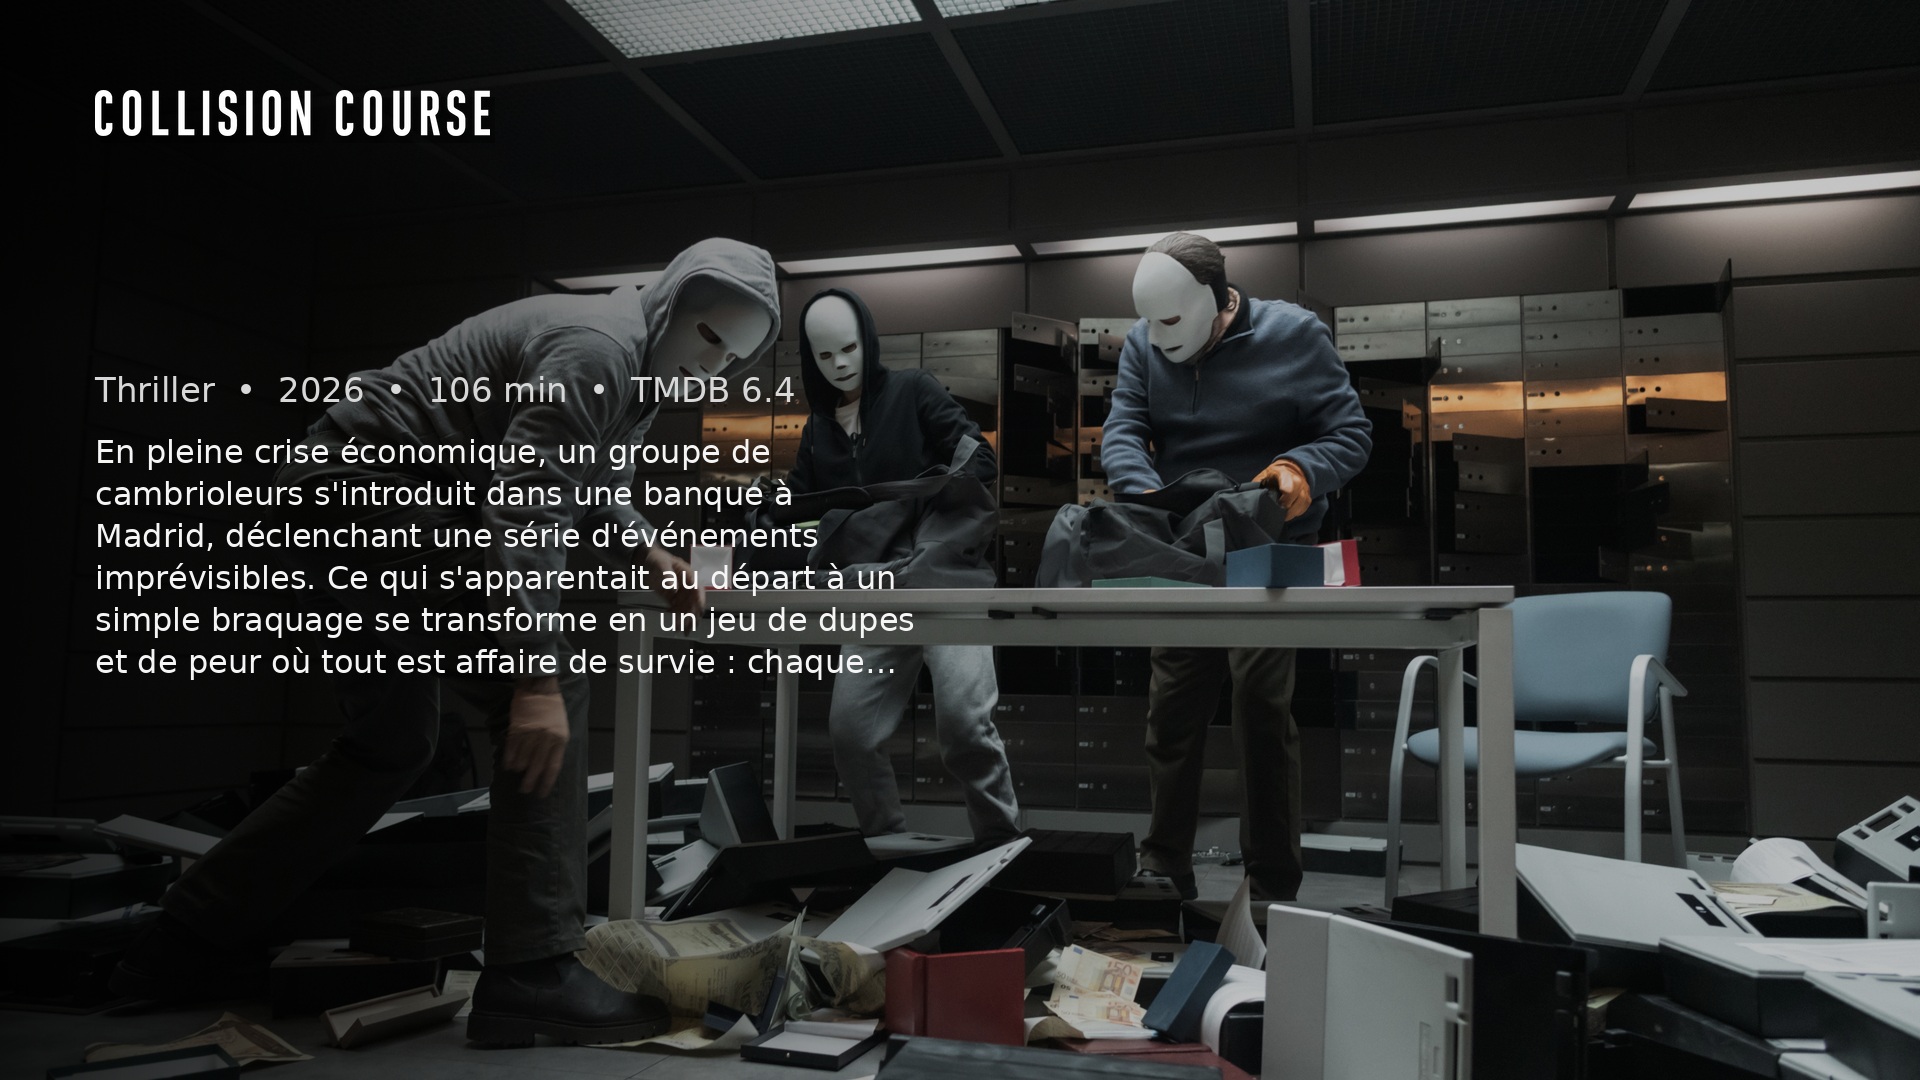 COLLISION COURSE
Thriller • 2026 • 106 min • TMDB 6.4
En pleine crise économique, un groupe de
cambrioleurs s'introduit dans une banque à
Madrid, déclenchant une série d'événements
imprévisibles. Ce qui s'apparentait au départ à un
simple braquage se transforme en un jeu de dupes
et de peur où tout est affaire de survie : chaque...